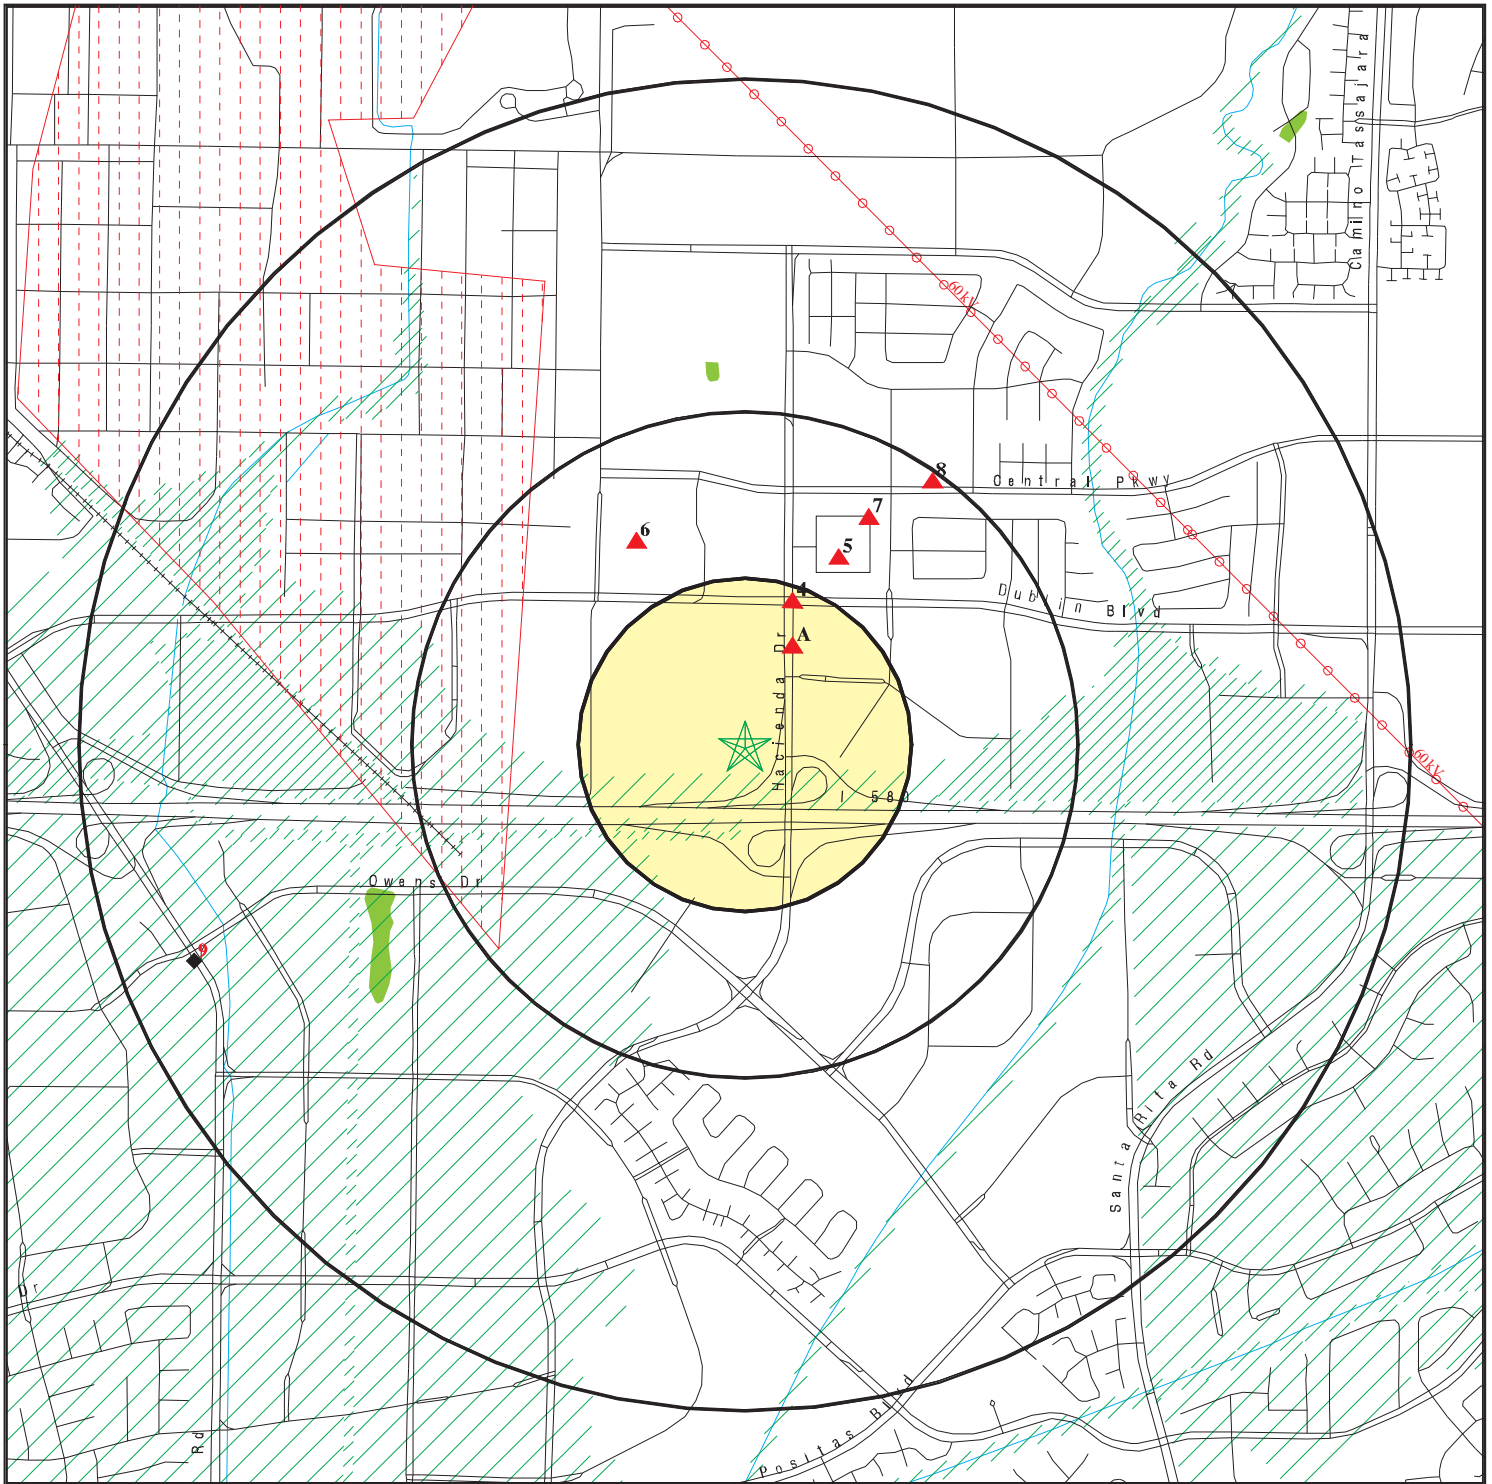 Camino Tassajara
60kV
8
Central Pkwy
7
6
5
4
Dublin Blvd
A
Hacienda Dr
60kV
I 580
Owens Dr
9
Santa Rita Rd
Dr
Positas Blvd
Rd